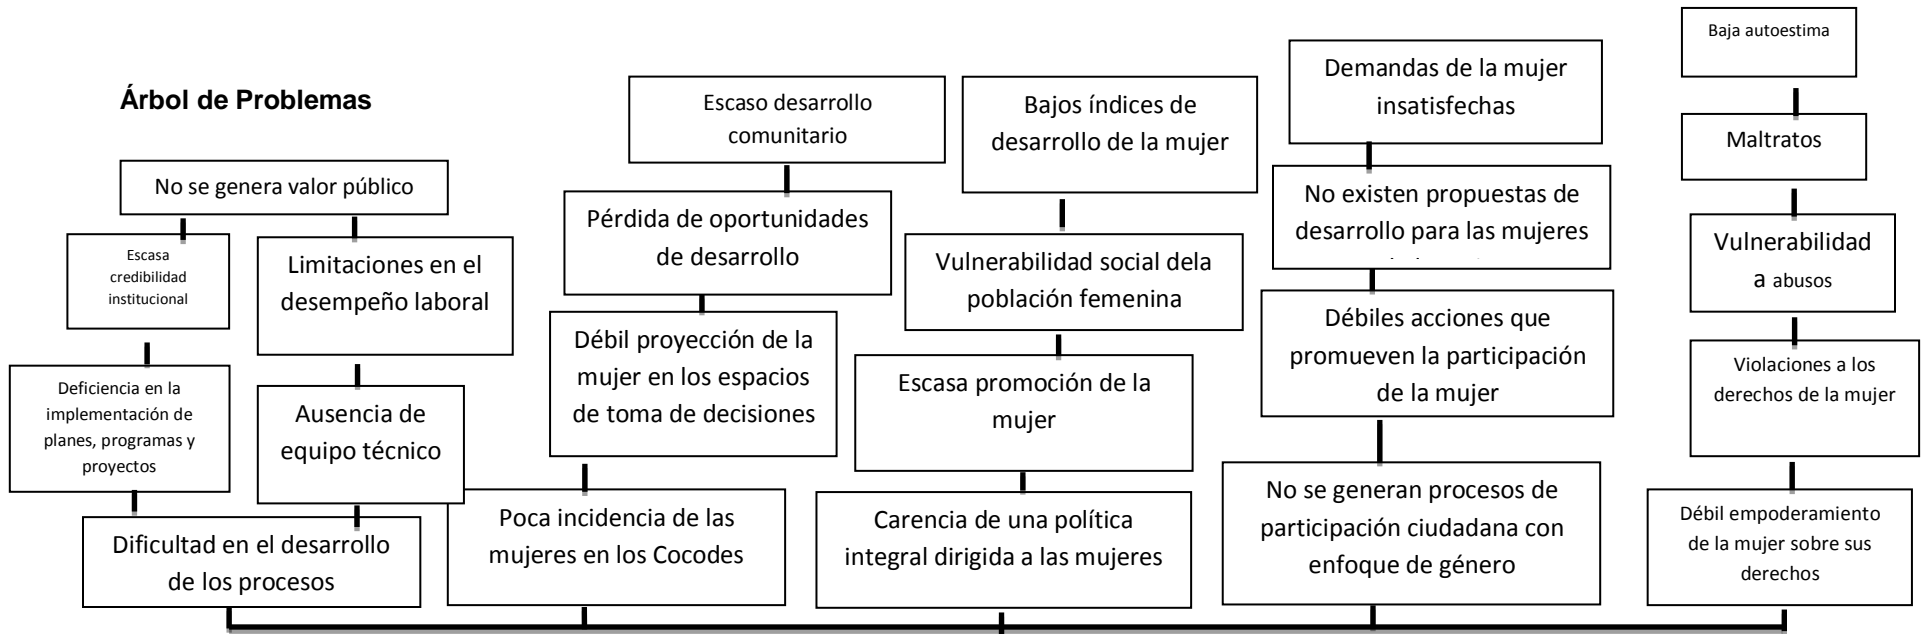 Árbol de Problemas
No se genera valor público
Escasa
credibilidad
institucional
Deficiencia en la
implementación de
planes, programas y
proyectos
Limitaciones en el
desempeño laboral
Ausencia de
equipo técnico
Dificultad en el desarrollo
de los procesos
Escaso desarrollo
comunitario
Pérdida de oportunidades
de desarrollo
Débil proyección de la
mujer en los espacios
de toma de decisiones
Poca incidencia de las
mujeres en los Cocodes
Bajos índices de
desarrollo de la mujer
Vulnerabilidad social dela
población femenina
Escasa promoción de la
mujer
Carencia de una política
integral dirigida a las mujeres
Demandas de la mujer
insatisfechas
No existen propuestas de
desarrollo para las mujeres
Débiles acciones que
promueven la participación
de la mujer
No se generan procesos de
participación ciudadana con
enfoque de género
Baja autoestima
Maltratos
Vulnerabilidad
a abusos
Violaciones a los
derechos de la mujer
Débil empoderamiento
de la mujer sobre sus
derechos